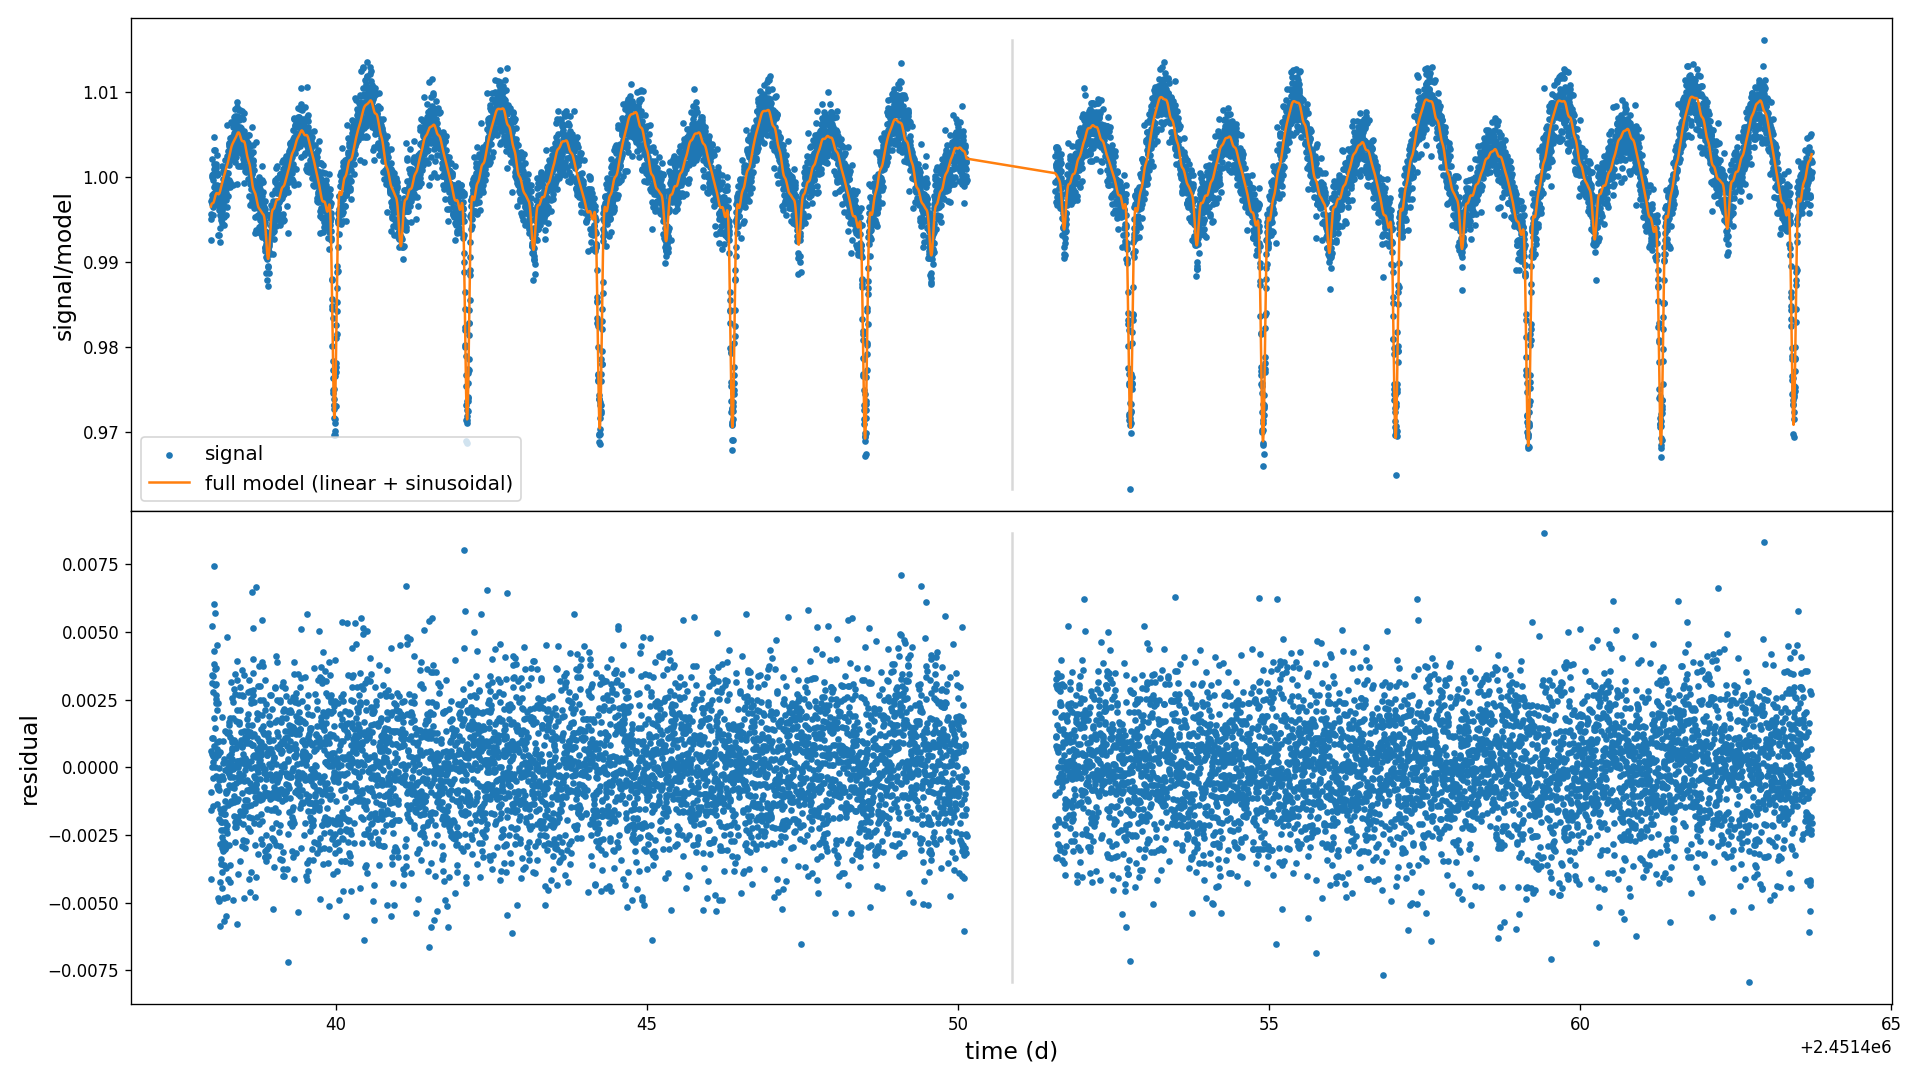 signal/model
1.01
1.00
0.99
0.98
0.97
signal
full model (linear + sinusoidal)
residual
0.0075
0.0050
0.0025
0.0000
−0.0025
−0.0050
−0.0075
40 45 50 55 60 65
time (d)
+2.4514e6